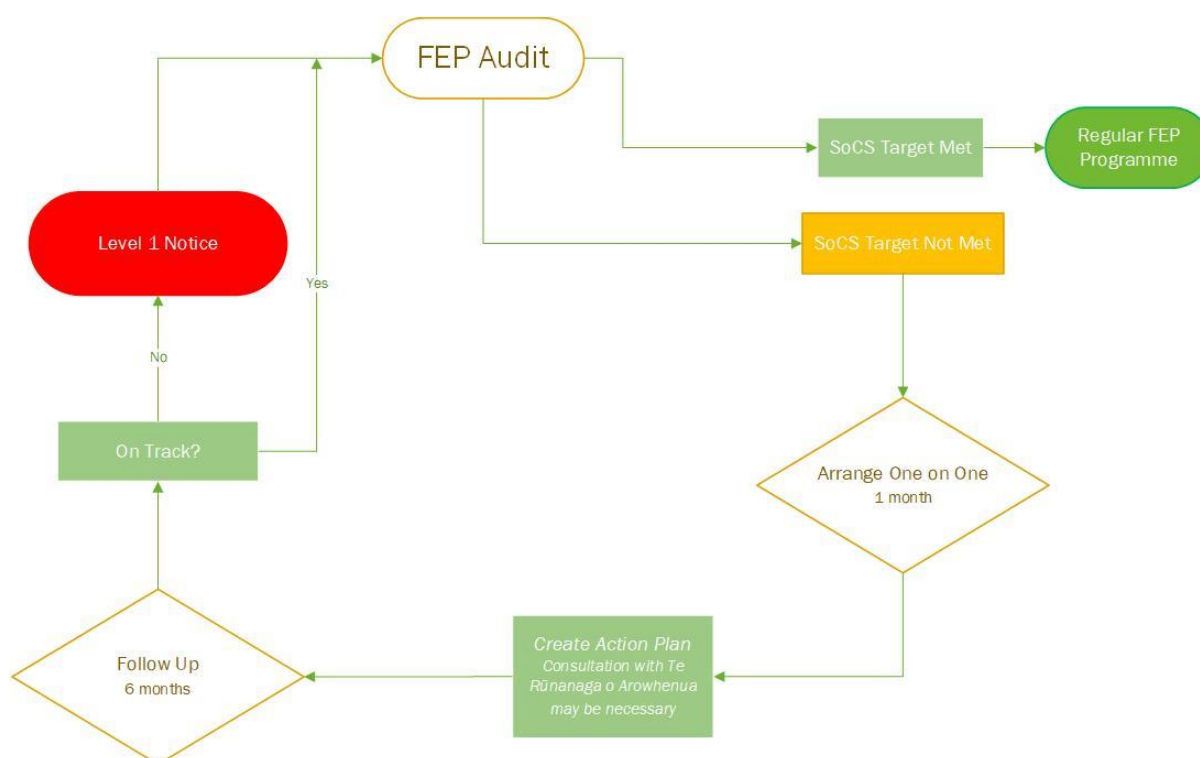 FEP Audit
SoCS Target Met
Regular FEP
Programme
Level 1 Notice
SoCS Target Not Met
Yes
No
On Track?
Arrange One on One
1 month
Create Action Plan
Consultation with Te
Rūnanaga o Arowhenua
may be necessary
Follow Up
6 months